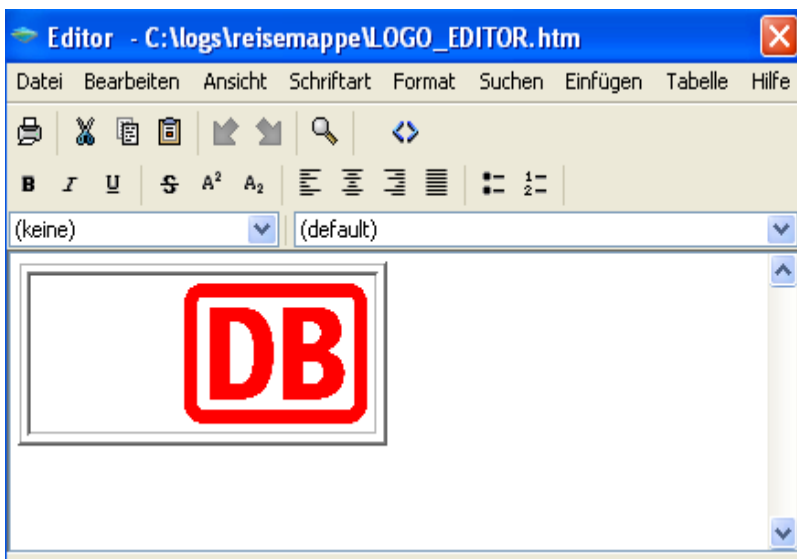 Editor - C:\logs\reisemappe\LOGO_EDITOR.htm
Datei Bearbeiten Ansicht Schriftart Format Suchen Einfügen Tabelle Hilfe
B I U S A² A₂
(keine) (default)
DB